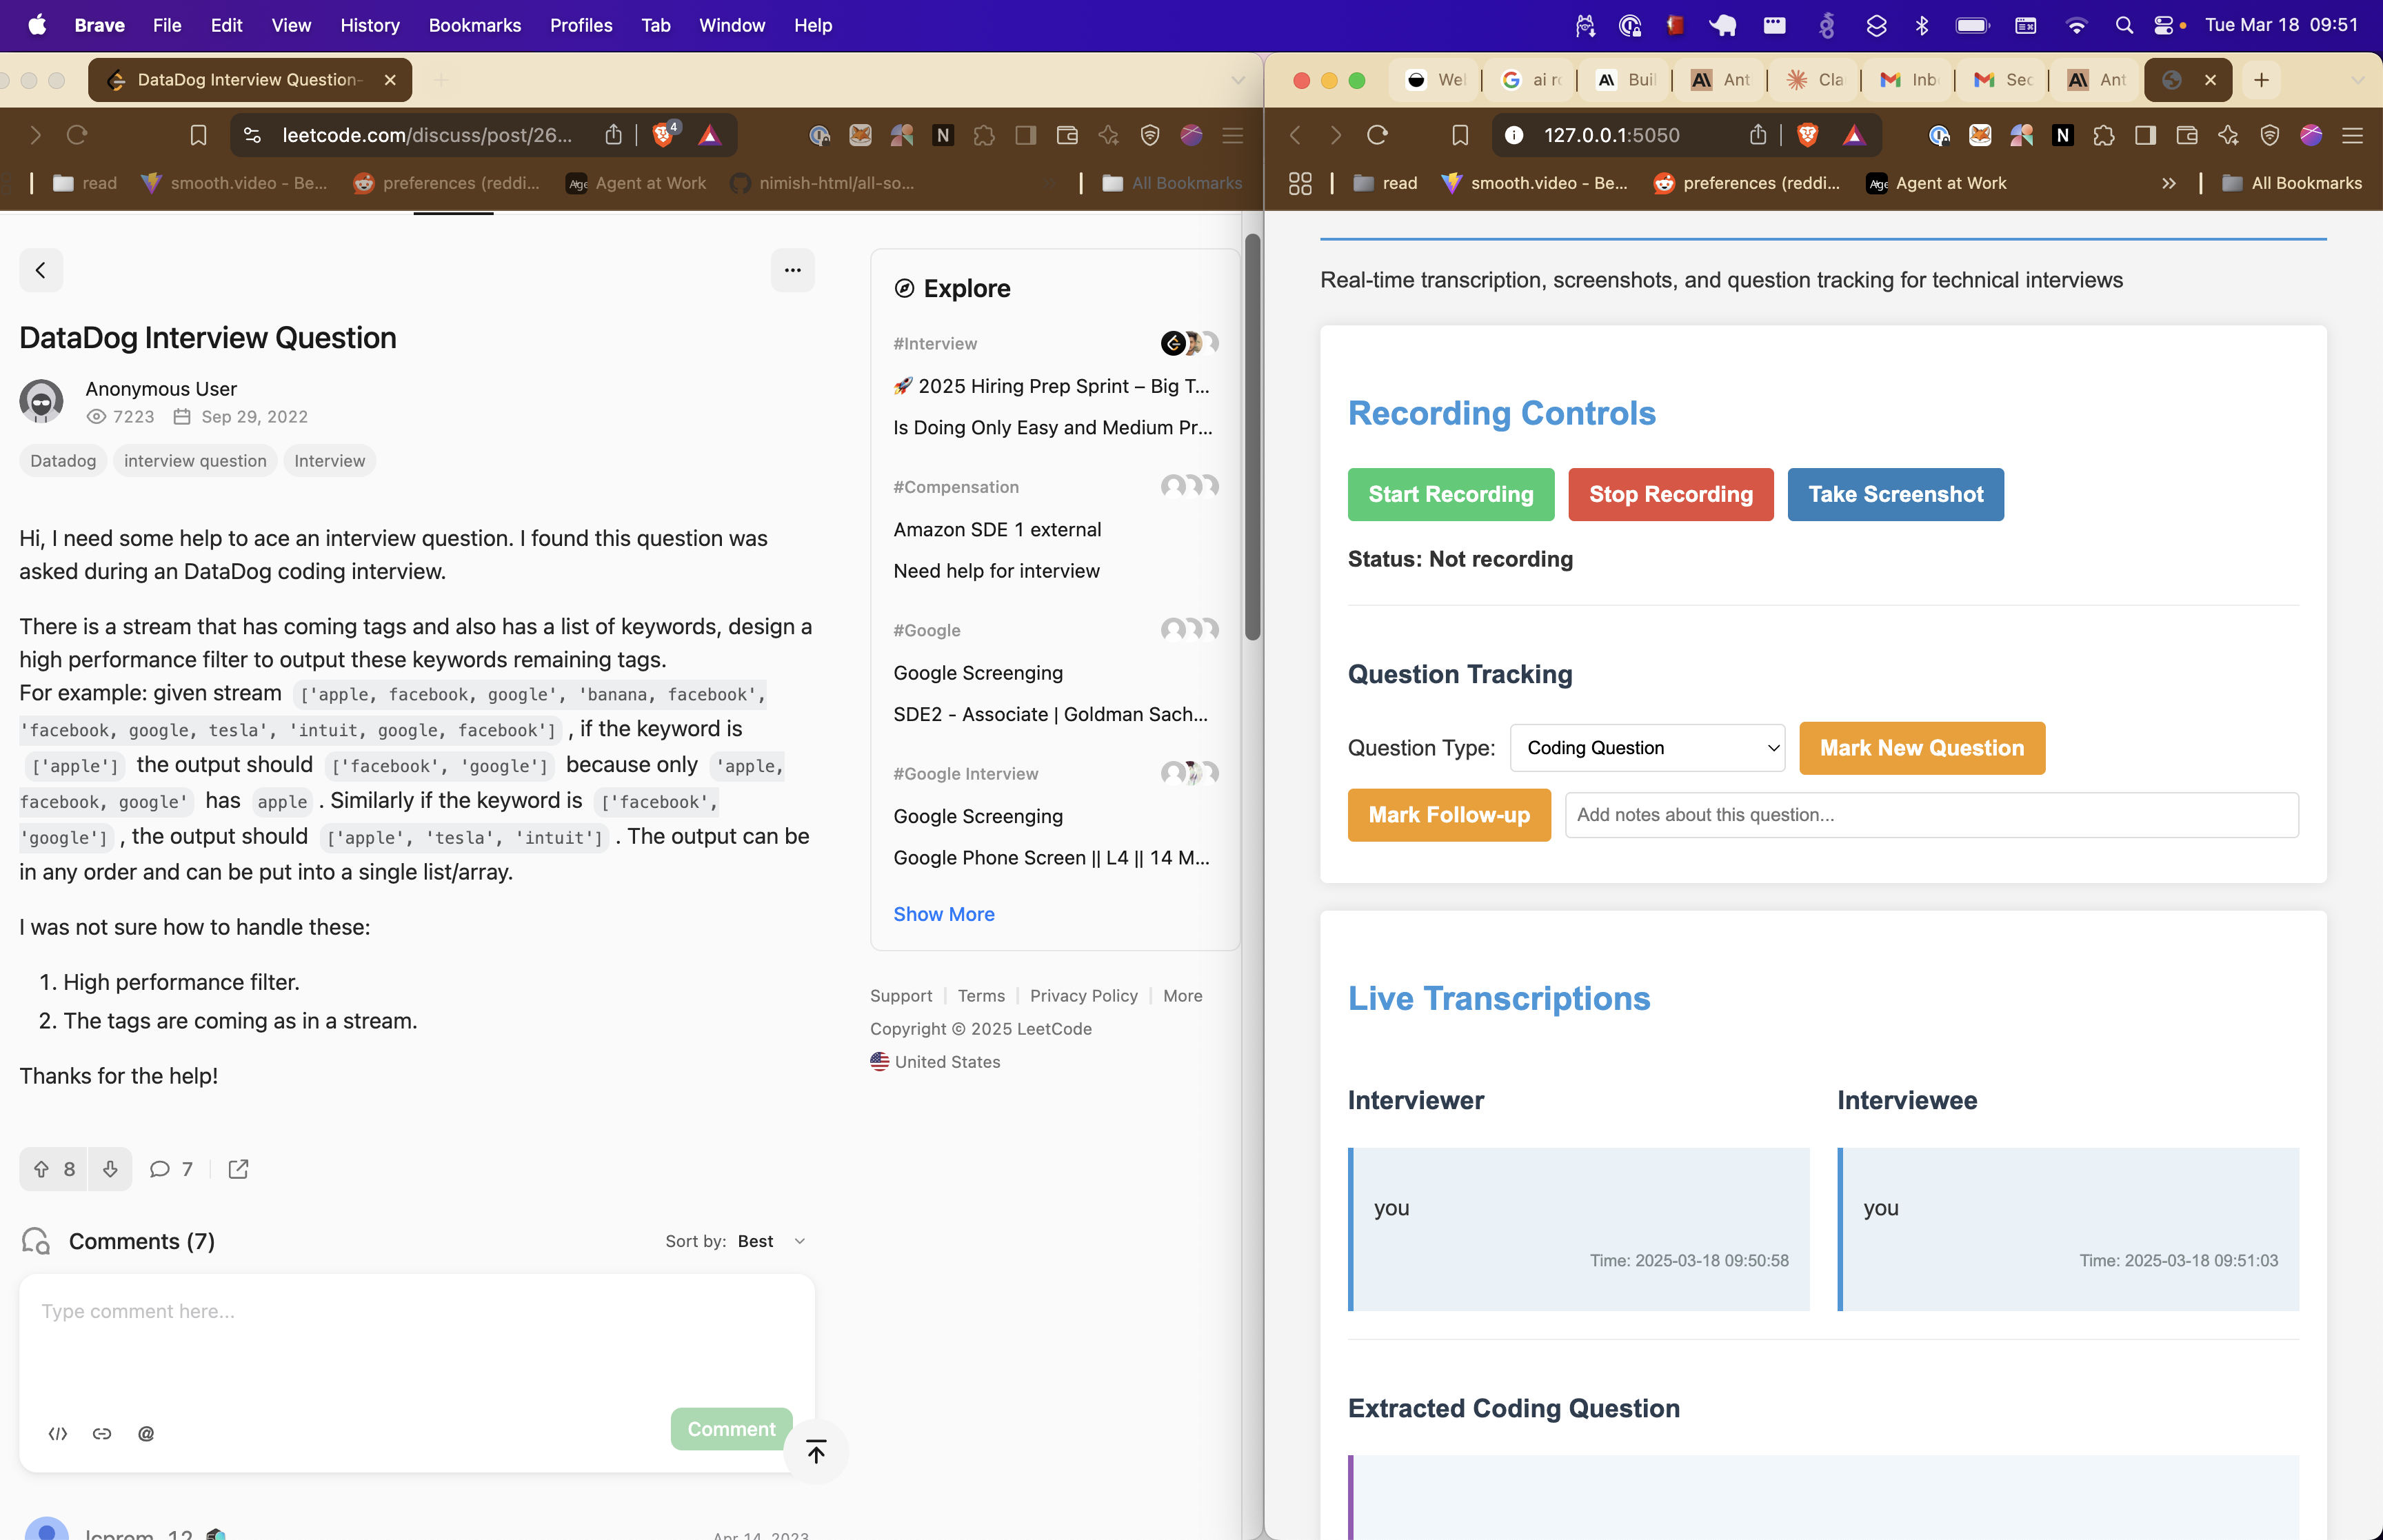 Brave File Edit View History Bookmarks Profiles Tab Window Help Tue Mar 18 09:51
DataDog Interview Question-
leetcode.com/discuss/post/26... 4
read smooth.video - Be... preferences (reddi... Agent at Work nimish-html/all-so... All Bookmarks
DataDog Interview Question
Anonymous User
7223 Sep 29, 2022
Datadog interview question Interview
Hi, I need some help to ace an interview question. I found this question was
asked during an DataDog coding interview.
There is a stream that has coming tags and also has a list of keywords, design a
high performance filter to output these keywords remaining tags.
For example: given stream ['apple, facebook, google', 'banana, facebook',
'facebook, google, tesla', 'intuit, google, facebook'] , if the keyword is
['apple'] the output should ['facebook', 'google'] because only 'apple,
facebook, google' has apple . Similarly if the keyword is ['facebook',
'google'] , the output should ['apple', 'tesla', 'intuit'] . The output can be
in any order and can be put into a single list/array.
I was not sure how to handle these:
1. High performance filter.
2. The tags are coming as in a stream.
Thanks for the help!
8 7
Comments (7) Sort by: Best
Type comment here...
Comment
lcprom_12 Apr 14, 2023
Explore
#Interview
🚀 2025 Hiring Prep Sprint – Big T...
Is Doing Only Easy and Medium Pr...
#Compensation
Amazon SDE 1 external
Need help for interview
#Google
Google Screenging
SDE2 - Associate | Goldman Sach...
#Google Interview
Google Screenging
Google Phone Screen || L4 || 14 M...
Show More
Support Terms Privacy Policy More
Copyright © 2025 LeetCode
United States
Wel ai ro Buil Ant Cla Inb Sec Ant
127.0.0.1:5050
read smooth.video - Be... preferences (reddi... Agent at Work All Bookmarks
Real-time transcription, screenshots, and question tracking for technical interviews
Recording Controls
Start Recording Stop Recording Take Screenshot
Status: Not recording
Question Tracking
Question Type: Coding Question Mark New Question
Mark Follow-up Add notes about this question...
Live Transcriptions
Interviewer Interviewee
you you
Time: 2025-03-18 09:50:58 Time: 2025-03-18 09:51:03
Extracted Coding Question